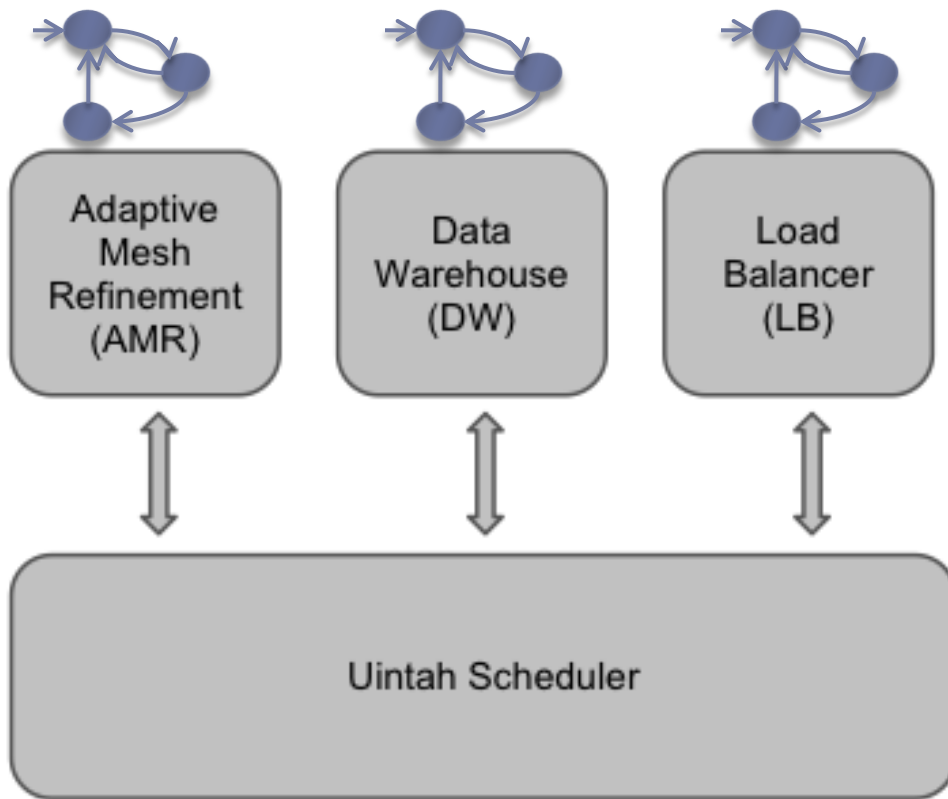 Adaptive
Mesh
Refinement
(AMR)
Data
Warehouse
(DW)
Load
Balancer
(LB)
Uintah Scheduler